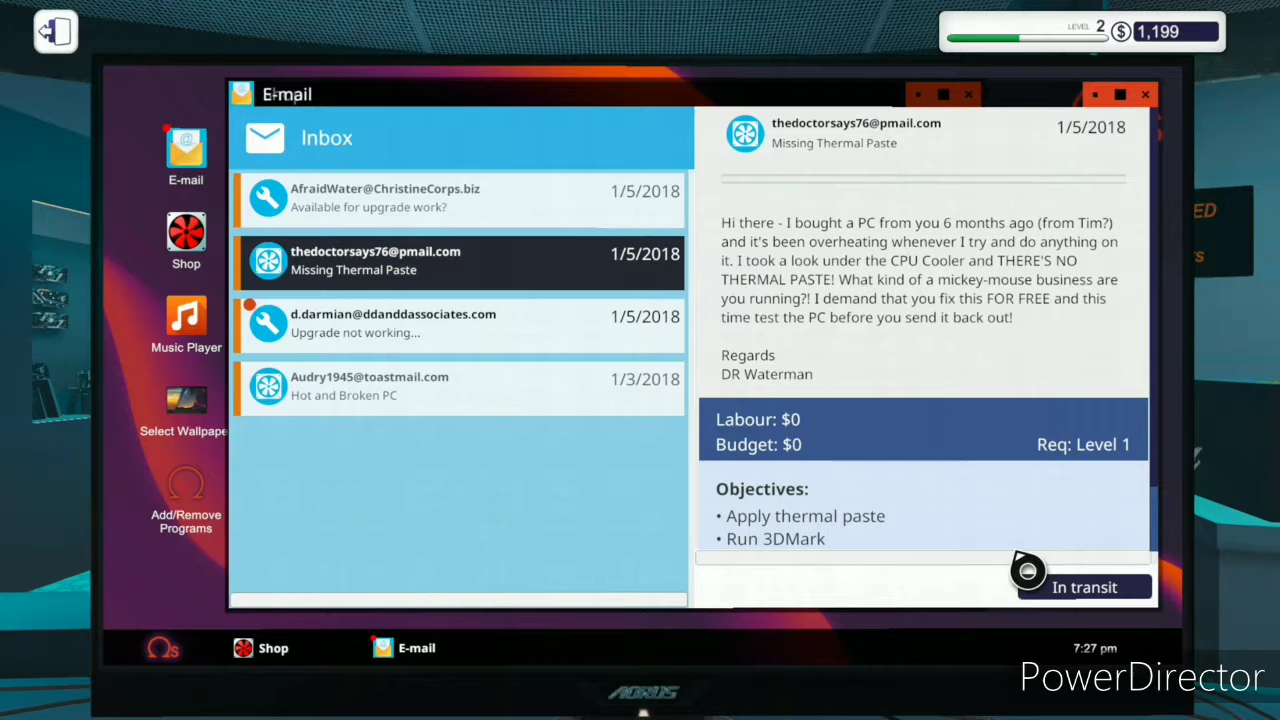 LEVEL 2 $ 1,199
E-mail
Inbox
AfraidWater@ChristineCorps.biz 1/5/2018
Available for upgrade work?
thedoctorsays76@pmail.com 1/5/2018
Missing Thermal Paste
d.darmian@ddanddassociates.com 1/5/2018
Upgrade not working...
Audry1945@toastmail.com 1/3/2018
Hot and Broken PC
thedoctorsays76@pmail.com 1/5/2018
Missing Thermal Paste
Hi there - I bought a PC from you 6 months ago (from Tim?)
and it's been overheating whenever I try and do anything on
it. I took a look under the CPU Cooler and THERE'S NO
THERMAL PASTE! What kind of a mickey-mouse business are
you running?! I demand that you fix this FOR FREE and this
time test the PC before you send it back out!
Regards
DR Waterman
Labour: $0
Budget: $0 Req: Level 1
Objectives:
• Apply thermal paste
• Run 3DMark
In transit
E-mail
Shop
Music Player
Select Wallpape
Add/Remove
Programs
Ωs Shop E-mail 7:27 pm
AORUS
PowerDirector